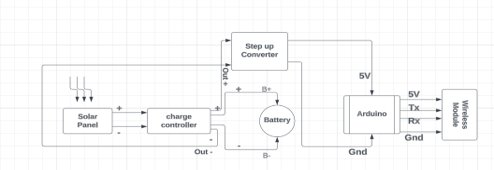 Step up
Converter
Out +
5V
Solar
Panel
+
-
charge
controller
+
-
Out -
+
B+
Battery
-
B-
Arduino
Gnd
5V
Tx
Rx
Gnd
Wireless
Module